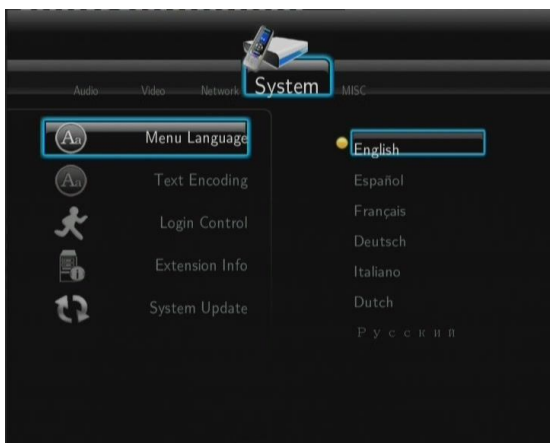 Audio Video Network System MISC
Menu Language
Text Encoding
Login Control
Extension Info
System Update
English
Español
Français
Deutsch
Italiano
Dutch
Русский